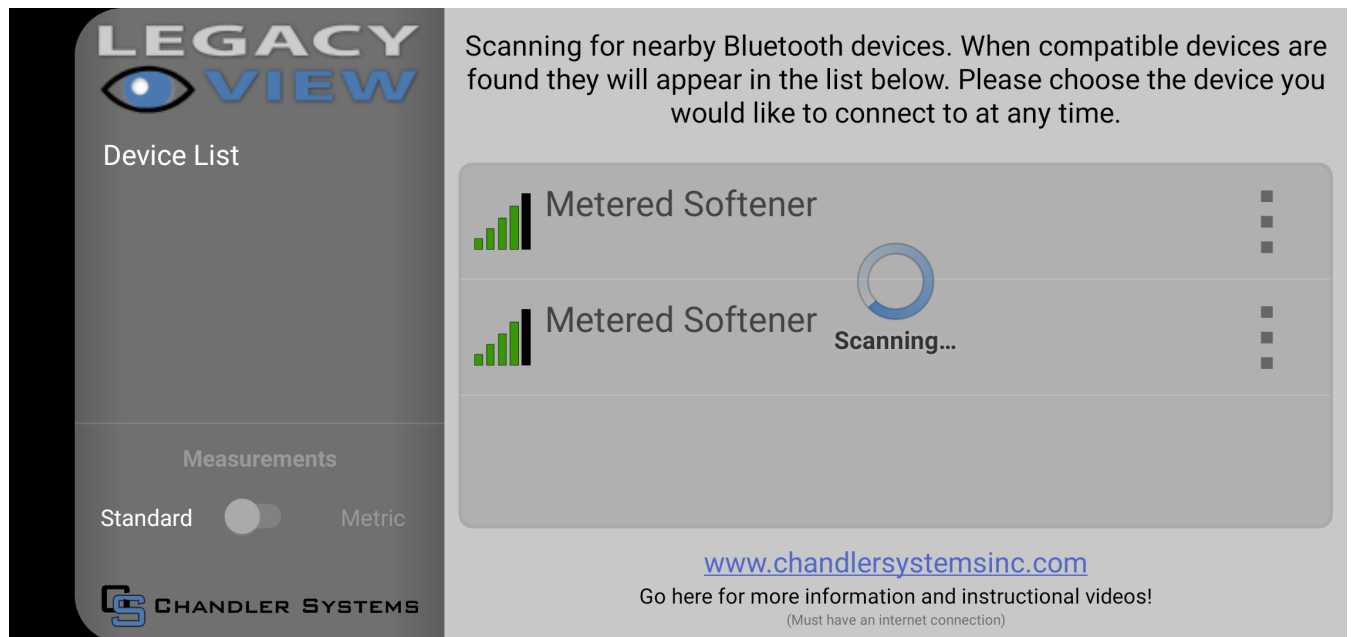 LEGACY
VIEW
Device List
Measurements
Standard
Metric
CHANDLER SYSTEMS
Scanning for nearby Bluetooth devices. When compatible devices are
found they will appear in the list below. Please choose the device you
would like to connect to at any time.
Metered Softener
Metered Softener
Scanning…
www.chandlersystemsinc.com
Go here for more information and instructional videos!
(Must have an internet connection)